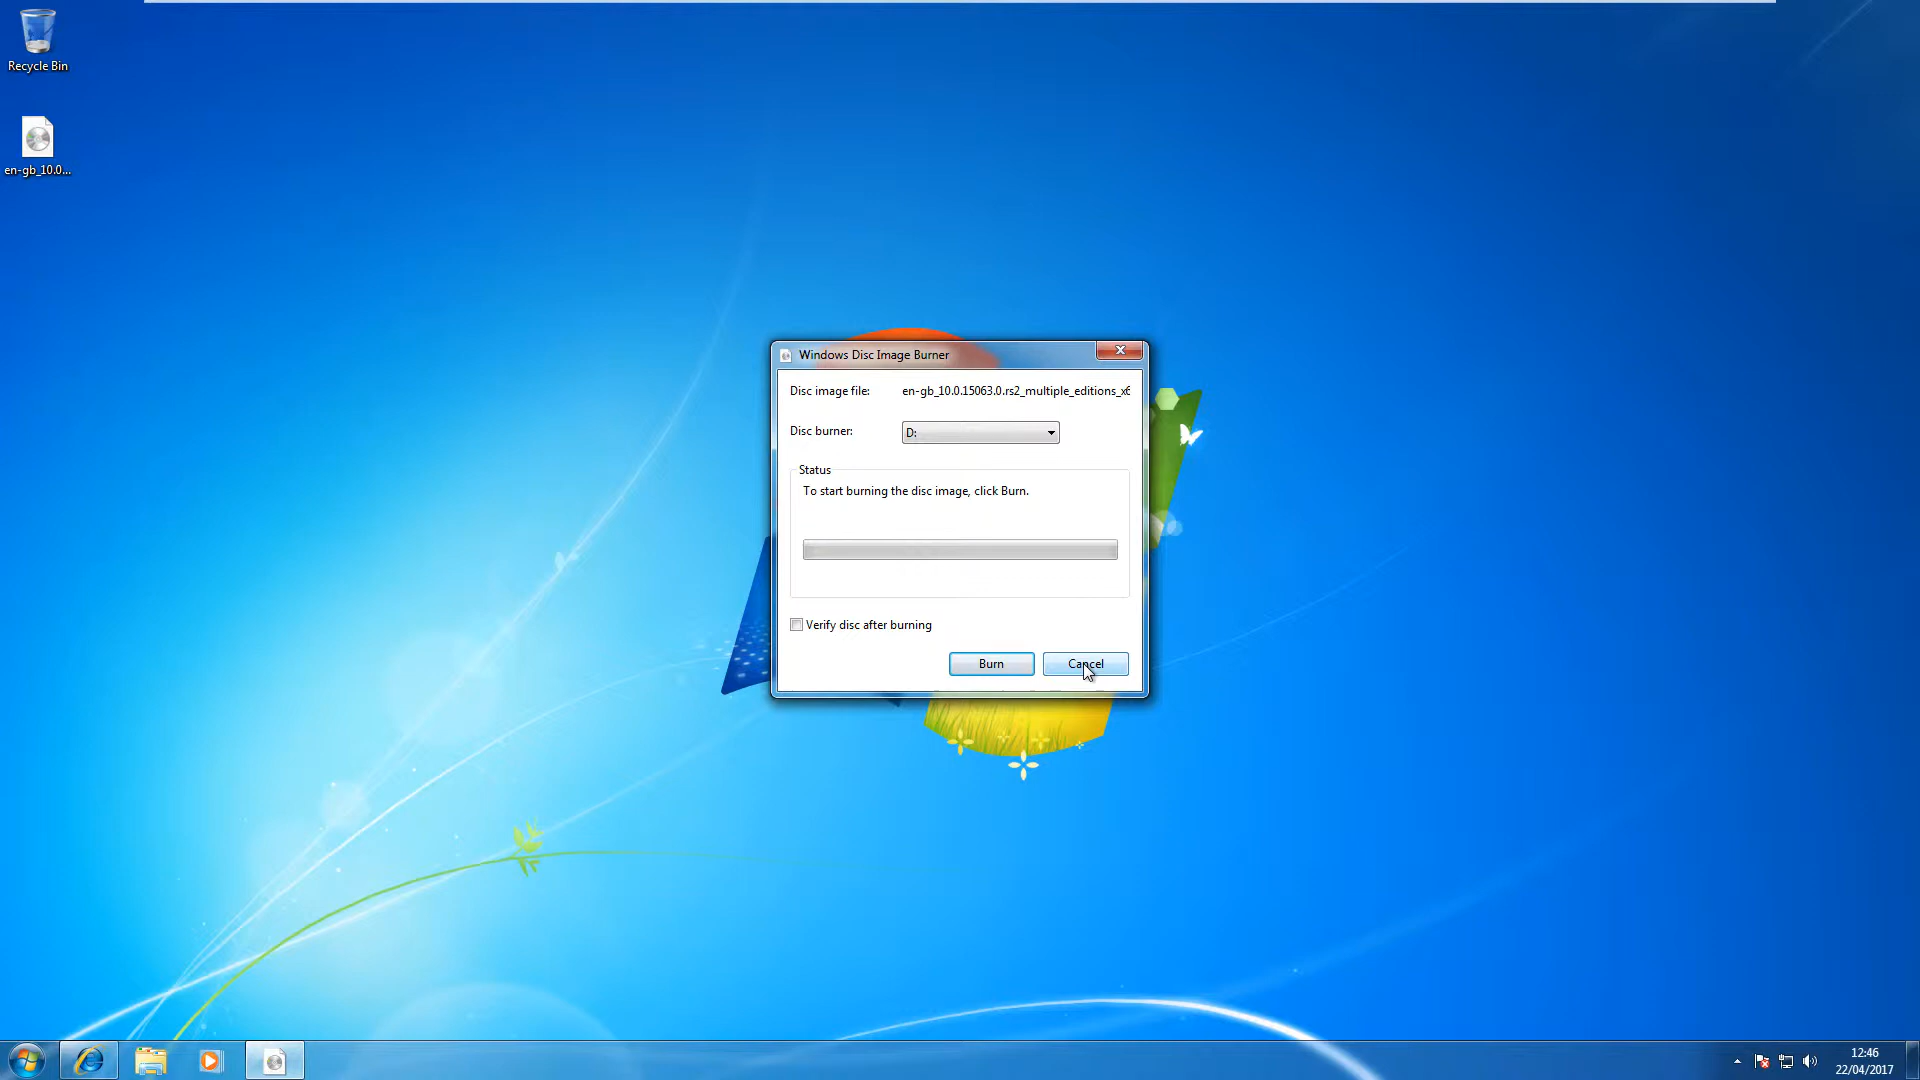 Recycle Bin
en-gb_10.0...
Windows Disc Image Burner
Disc image file: en-gb_10.0.15063.0.rs2_multiple_editions_x6
Disc burner: D:
Status
To start burning the disc image, click Burn.
Verify disc after burning
Burn Cancel
12:46
22/04/2017